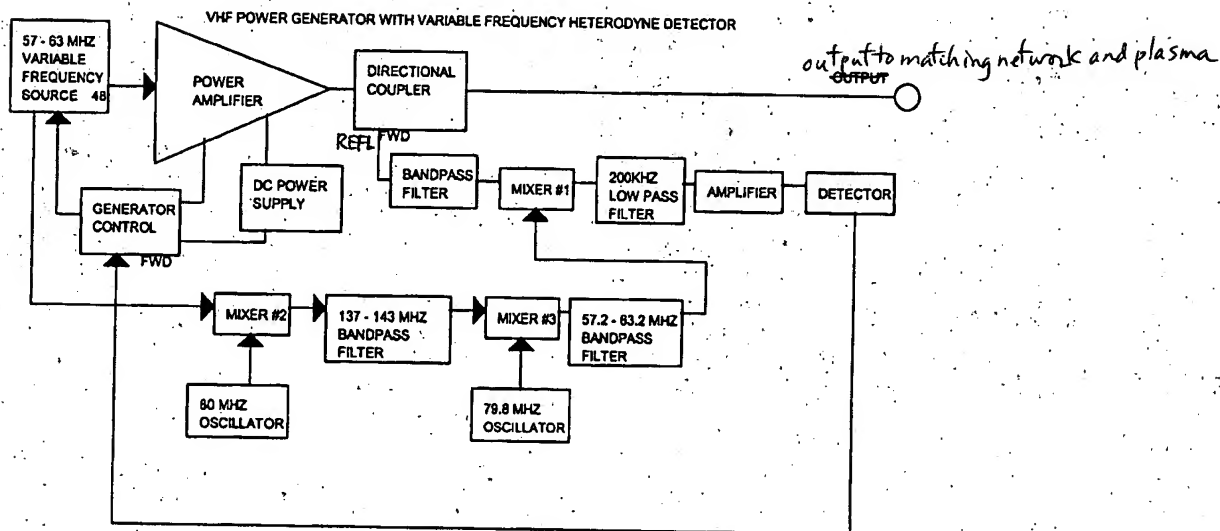 VHF POWER GENERATOR WITH VARIABLE FREQUENCY HETERODYNE DETECTOR
57 - 63 MHZ
VARIABLE
FREQUENCY
SOURCE 48
POWER
AMPLIFIER
DIRECTIONAL
COUPLER
output to matching network and plasma
OUTPUT
REFL
FWD
GENERATOR
CONTROL
FWD
DC POWER
SUPPLY
BANDPASS
FILTER
MIXER #1
200KHZ
LOW PASS
FILTER
AMPLIFIER
DETECTOR
MIXER #2
137 - 143 MHZ
BANDPASS
FILTER
MIXER #3
57.2 - 63.2 MHZ
BANDPASS
FILTER
80 MHZ
OSCILLATOR
79.8 MHZ
OSCILLATOR